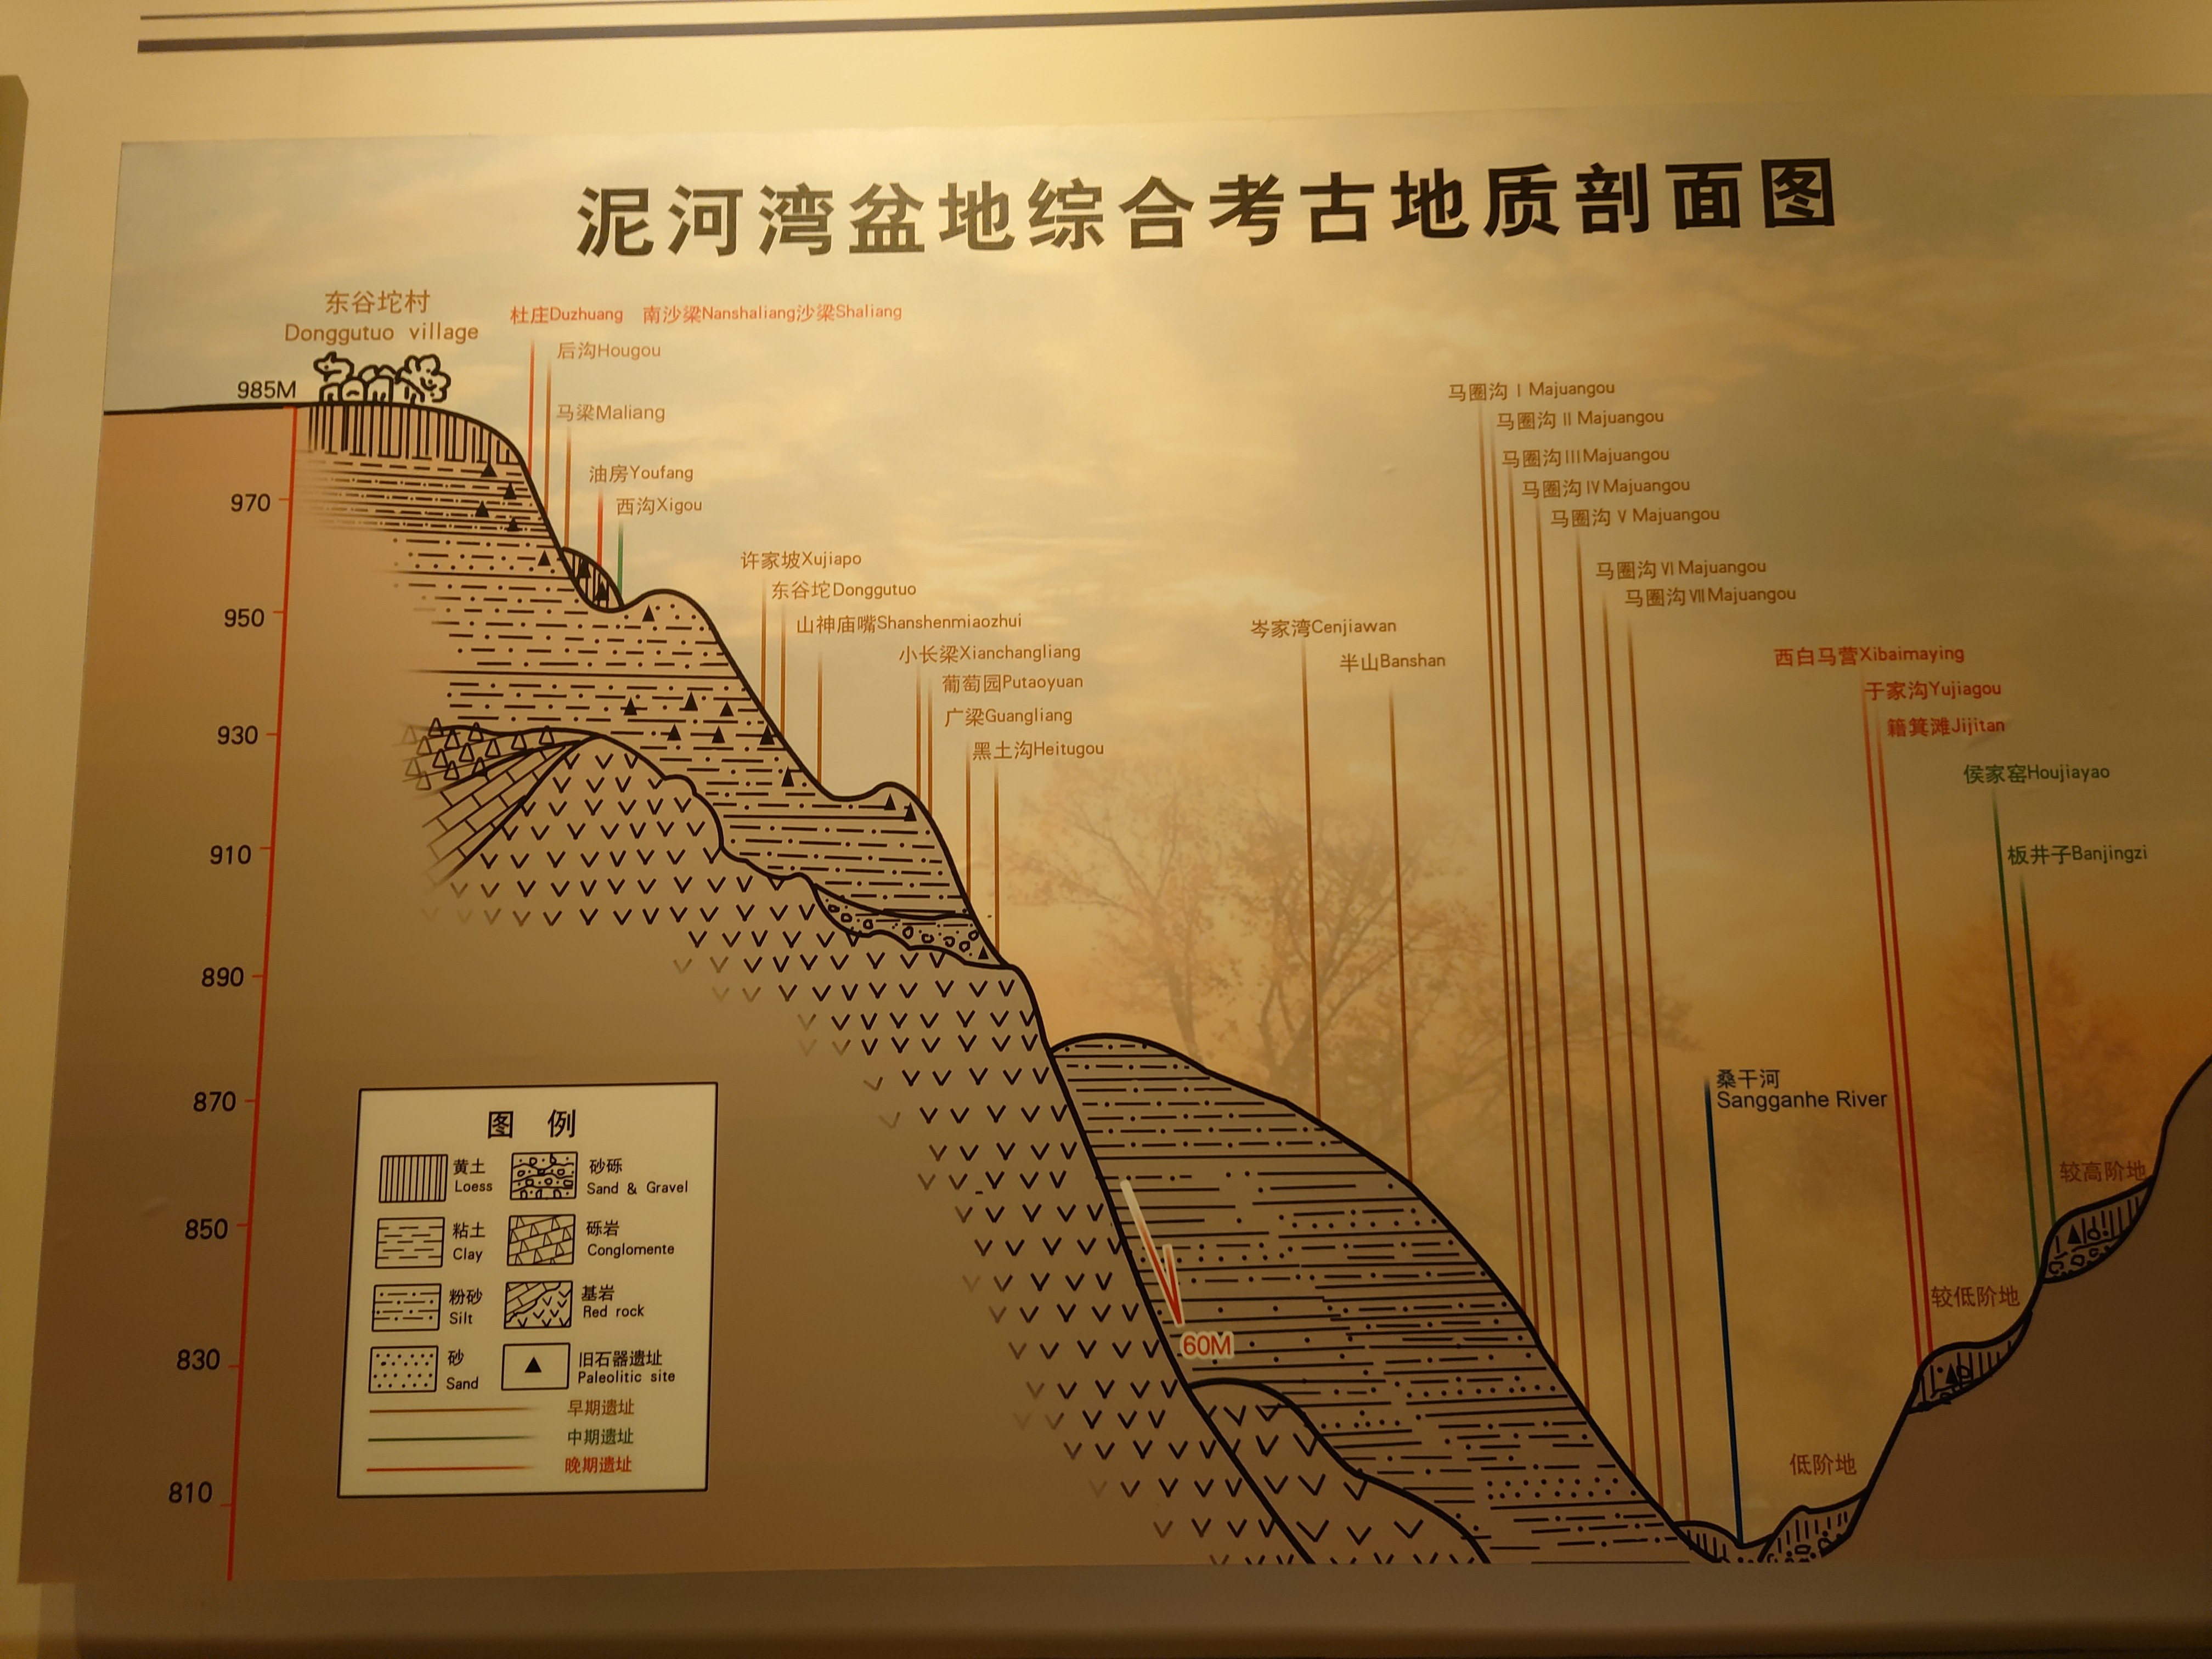 泥河湾盆地综合考古地质剖面图
东谷坨村
Donggutuo village
985M
970
950
930
910
890
870
850
830
810
杜庄Duzhuang 南沙梁Nanshaliang沙梁Shaliang
后沟Hougou
马梁Maliang
油房Youfang
西沟Xigou
许家坡Xujiapo
东谷坨Donggutuo
山神庙嘴Shanshenmiaozhui
小长梁Xianchangliang
葡萄园Putaoyuan
广梁Guangliang
黑土沟Heitugou
岑家湾Cenjiawan
半山Banshan
马圈沟 I Majuangou
马圈沟 II Majuangou
马圈沟III Majuangou
马圈沟 IV Majuangou
马圈沟 V Majuangou
马圈沟 VI Majuangou
马圈沟 VII Majuangou
西白马营Xibaimaying
于家沟Yujiagou
籍箕滩Jijitan
侯家窑Houjiayao
板井子Banjingzi
桑干河
Sangganhe River
较高阶地
较低阶地
低阶地
60M
图 例
黄土
Loess
砂砾
Sand & Gravel
粘土
Clay
砾岩
Conglomente
粉砂
Silt
基岩
Red rock
砂
Sand
旧石器遗址
Paleolitic site
早期遗址
中期遗址
晚期遗址